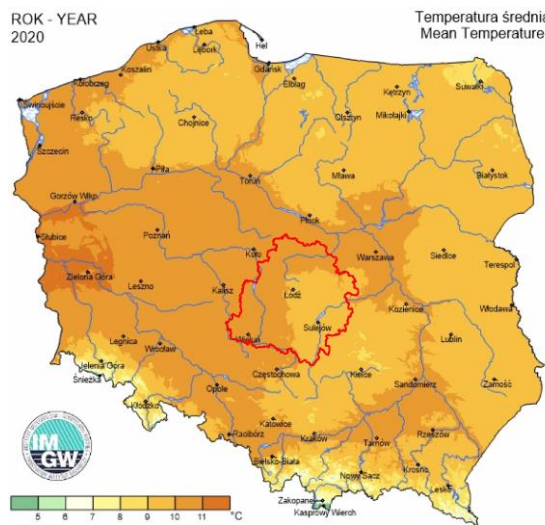 ROK - YEAR
2020
Temperatura średnia
Mean Temperature
Łeba
Hel
Ustka
Lębork
Koszalin
Gdańsk
Elbląg
Suwałki
Kołobrzeg
Kętrzyn
Świnoujście
Resko
Chojnice
Olsztyn
Mikołajki
Szczecin
Piła
Toruń
Mława
Białystok
Gorzów Wlkp.
Płock
Słubice
Poznań
Koło
Warszawa
Siedlce
Terespol
Zielona Góra
Leszno
Kalisz
Łódź
Kozienice
Włodawa
Sulejów
Legnica
Wrocław
Wieluń
Lublin
Jelenia Góra
Śnieżka
Częstochowa
Kielce
Opole
Sandomierz
Zamość
Kłodzko
Katowice
Racibórz
Kraków
Tarnów
Rzeszów
Bielsko-Biała
Nowy Sącz
Krosno
Lesko
Zakopane
Kasprowy Wierch
IM
GW
5 6 7 8 9 10 11 °C